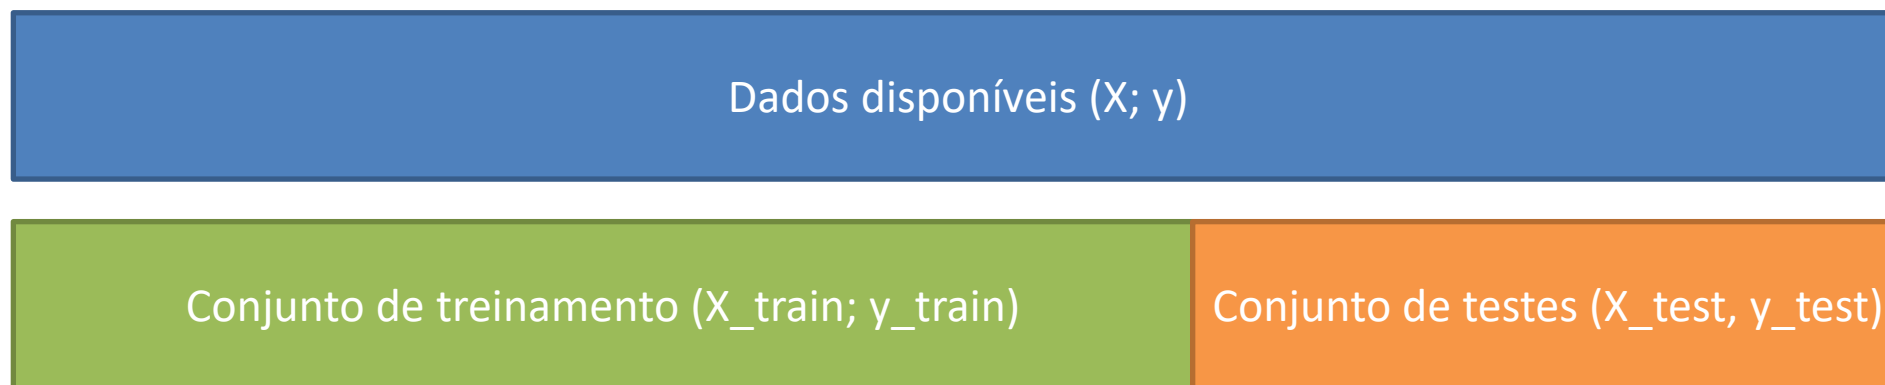 Dados disponíveis (X; y)
Conjunto de treinamento (X_train; y_train)
Conjunto de testes (X_test, y_test)